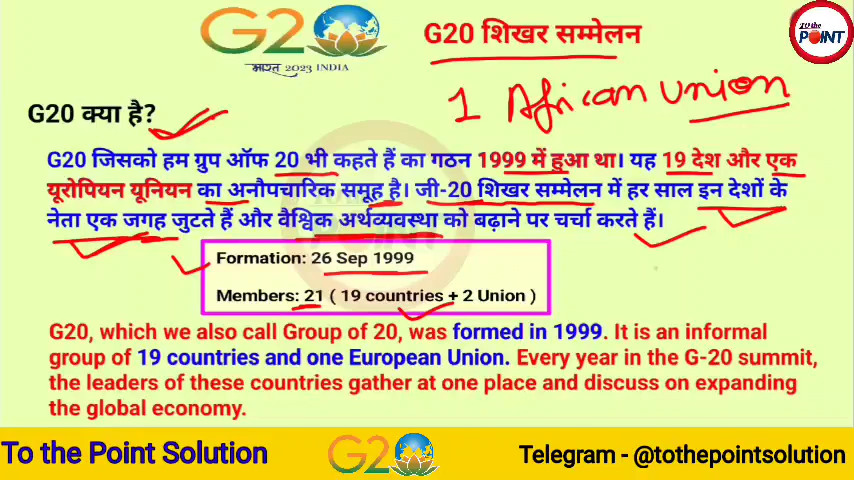 G20
भारत 2023 INDIA
G20 शिखर सम्मेलन
To the
POINT
1 African union
G20 क्या है?
G20 जिसको हम ग्रुप ऑफ 20 भी कहते हैं का गठन 1999 में हुआ था। यह 19 देश और एक
यूरोपियन यूनियन का अनौपचारिक समूह है। जी-20 शिखर सम्मेलन में हर साल इन देशों के
नेता एक जगह जुटते हैं और वैश्विक अर्थव्यवस्था को बढ़ाने पर चर्चा करते हैं।
Formation: 26 Sep 1999
Members: 21 ( 19 countries + 2 Union )
G20, which we also call Group of 20, was formed in 1999. It is an informal
group of 19 countries and one European Union. Every year in the G-20 summit,
the leaders of these countries gather at one place and discuss on expanding
the global economy.
To the Point Solution
G20
Telegram - @tothepointsolution